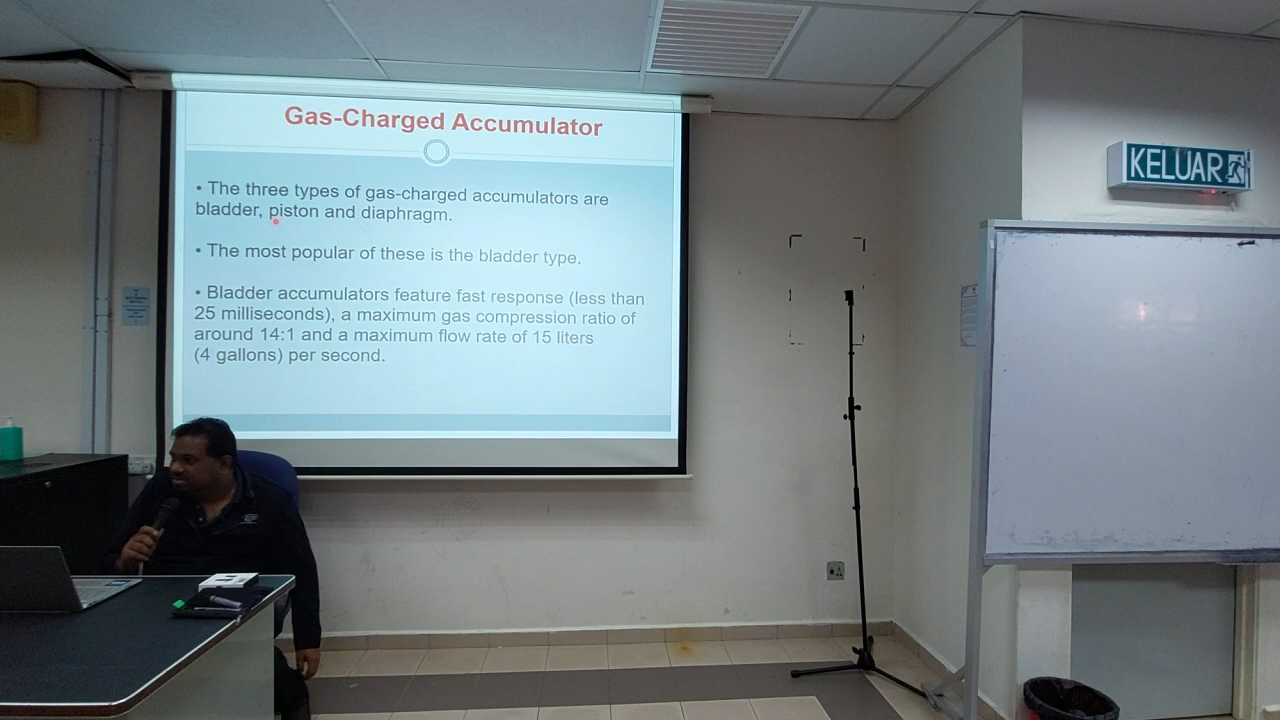 Gas-Charged Accumulator
• The three types of gas-charged accumulators are
bladder, piston and diaphragm.
• The most popular of these is the bladder type.
• Bladder accumulators feature fast response (less than
25 milliseconds), a maximum gas compression ratio of
around 14:1 and a maximum flow rate of 15 liters
(4 gallons) per second.
KELUAR